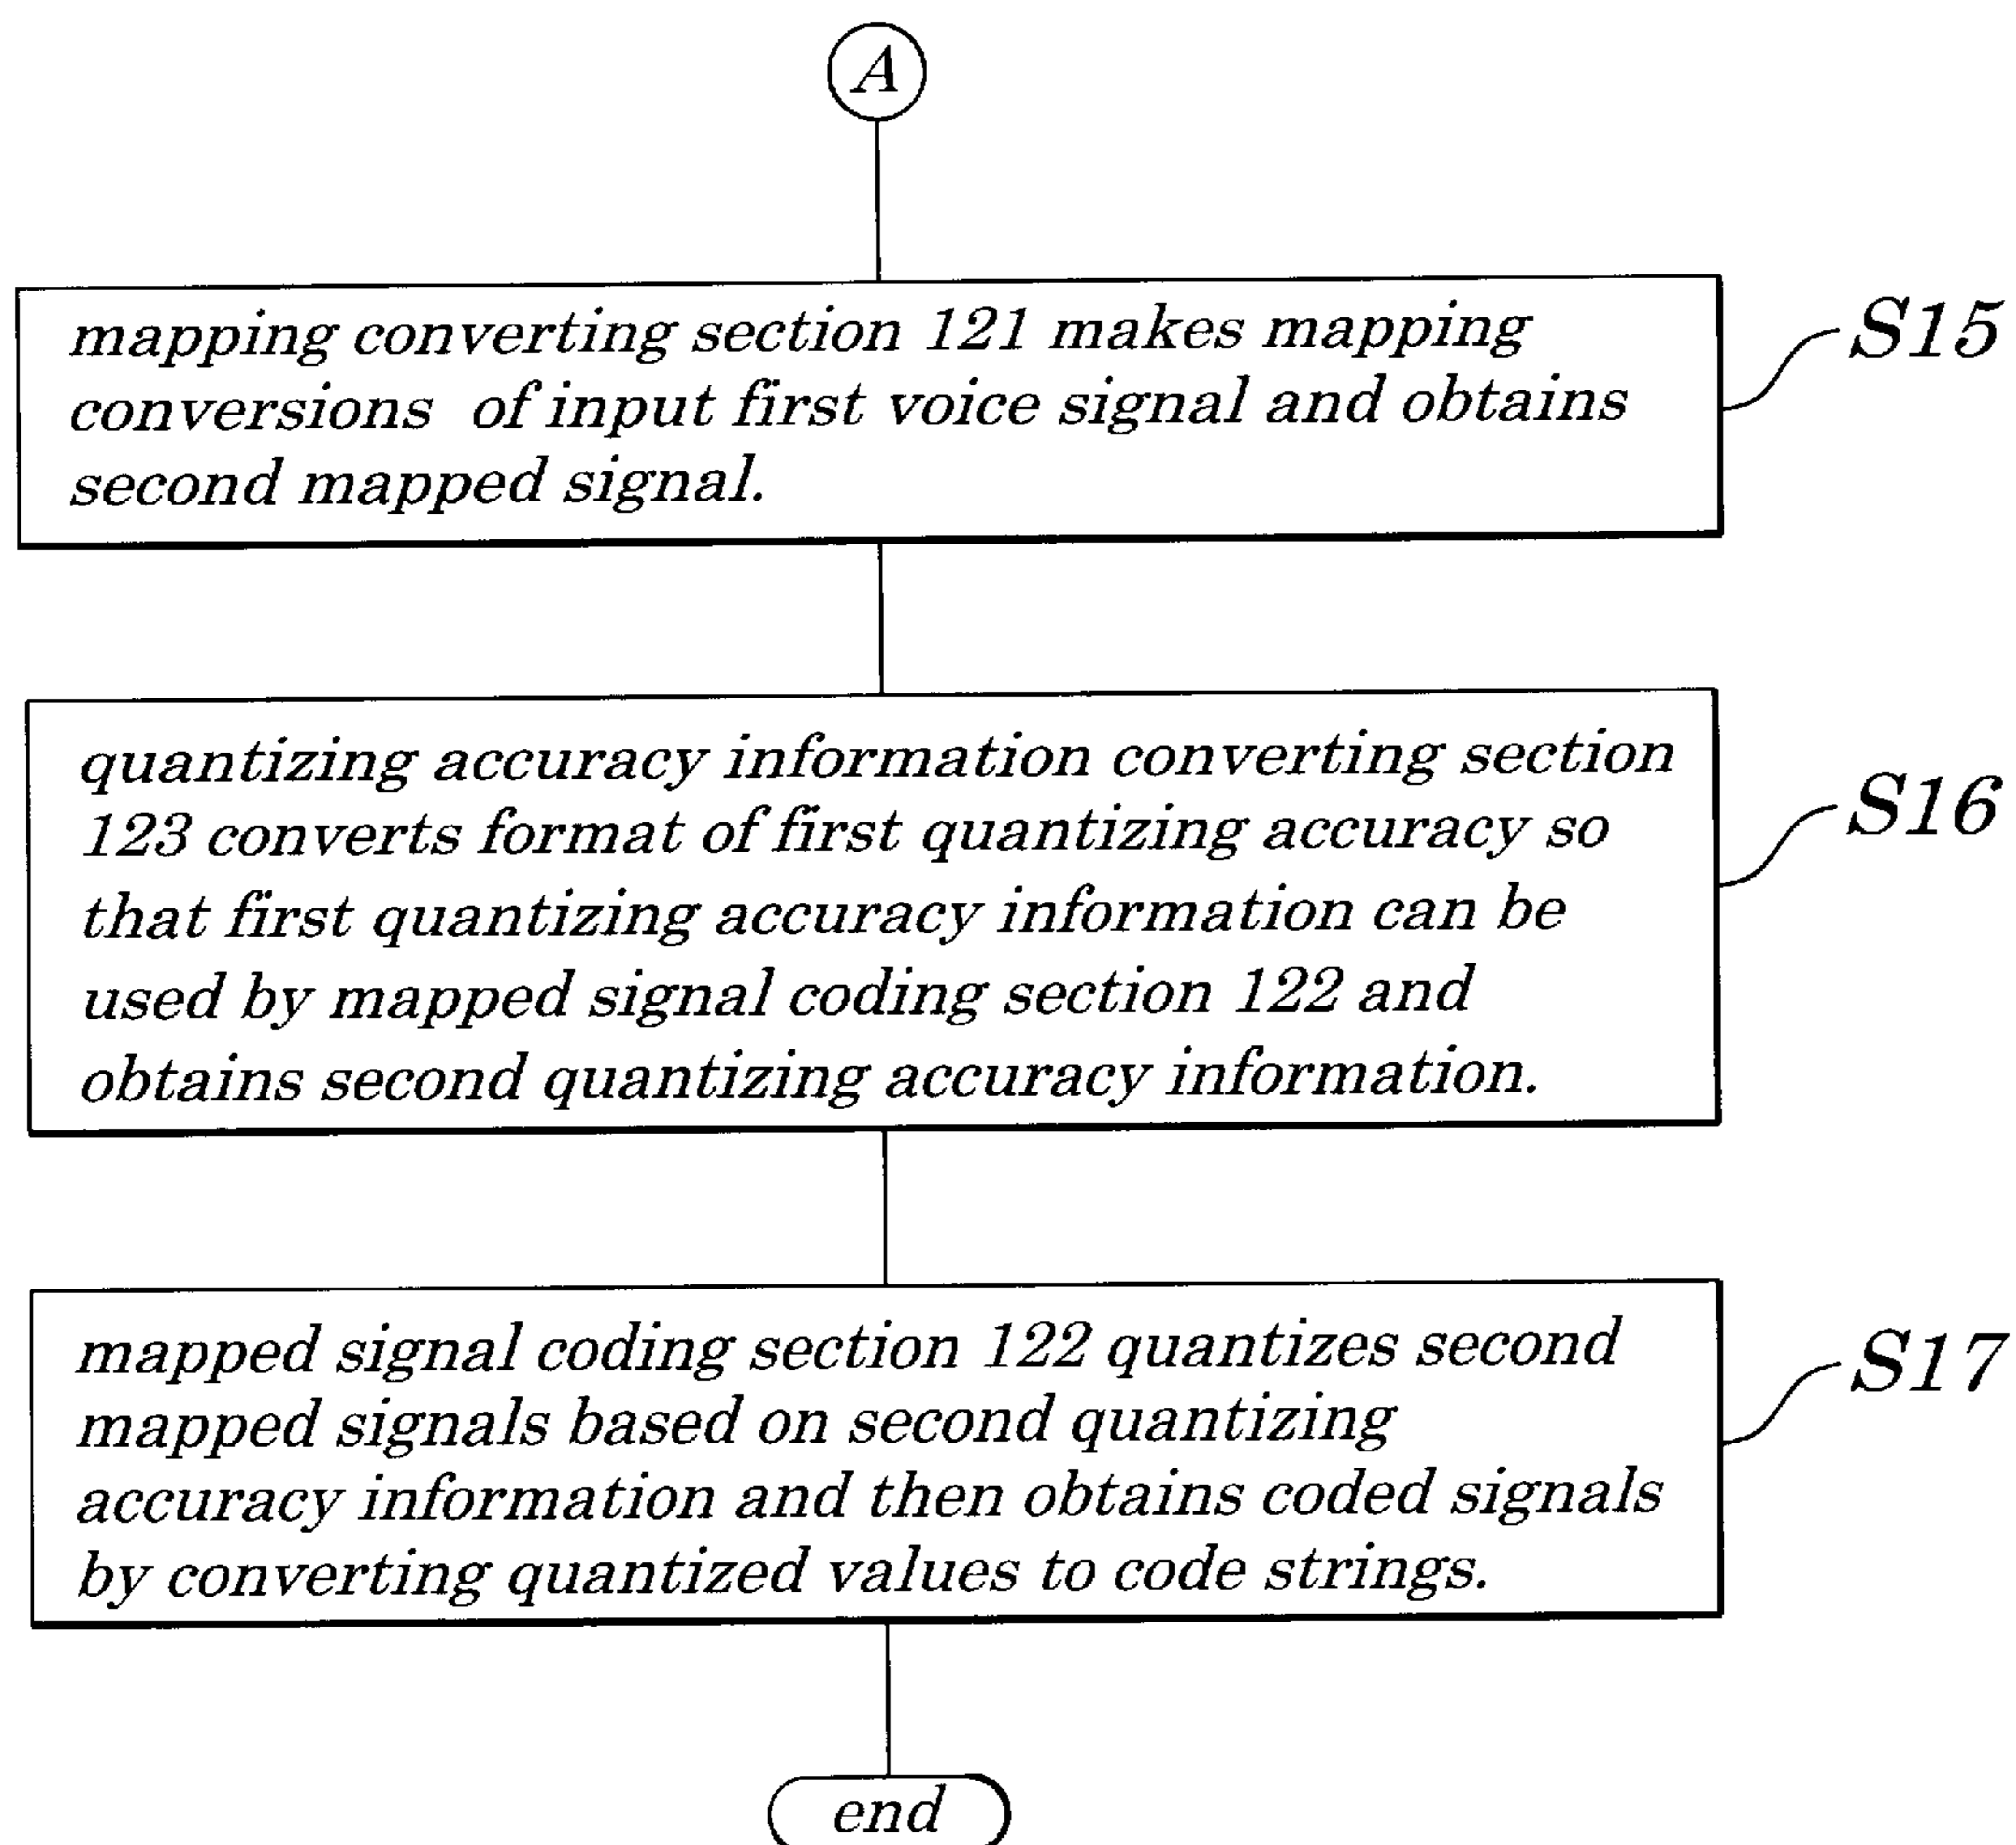 A
mapping converting section 121 makes mapping
conversions of input first voice signal and obtains
second mapped signal.
S15
quantizing accuracy information converting section
123 converts format of first quantizing accuracy so
that first quantizing accuracy information can be
used by mapped signal coding section 122 and
obtains second quantizing accuracy information.
S16
mapped signal coding section 122 quantizes second
mapped signals based on second quantizing
accuracy information and then obtains coded signals
by converting quantized values to code strings.
S17
end